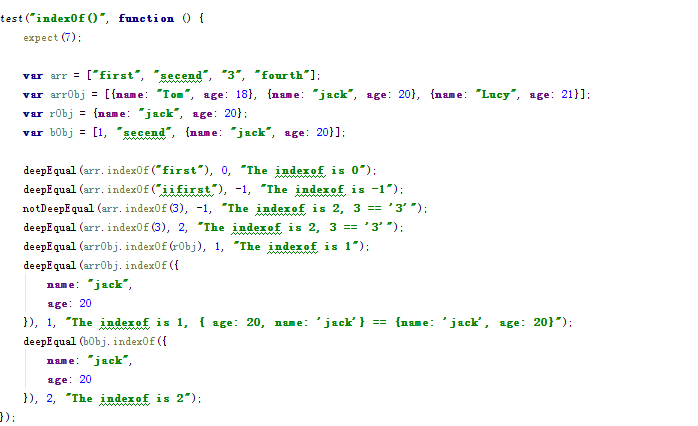 test("indexOf()", function () {
    expect(7);

    var arr = ["first", "secend", "3", "fourth"];
    var arrObj = [{name: "Tom", age: 18}, {name: "jack", age: 20}, {name: "Lucy", age: 21}];
    var rObj = {name: "jack", age: 20};
    var bObj = [1, "secend", {name: "jack", age: 20}];

    deepEqual(arr.indexOf("first"), 0, "The indexof is 0");
    deepEqual(arr.indexOf("iifirst"), -1, "The indexof is -1");
    notDeepEqual(arr.indexOf(3), -1, "The indexof is 2, 3 == '3'");
    deepEqual(arr.indexOf(3), 2, "The indexof is 2, 3 == '3'");
    deepEqual(arrObj.indexOf(rObj), 1, "The indexof is 1");
    deepEqual(arrObj.indexOf({
        name: "jack",
        age: 20
    }), 1, "The indexof is 1, { age: 20, name: 'jack'} == {name: 'jack', age: 20}");
    deepEqual(bObj.indexOf({
        name: "jack",
        age: 20
    }), 2, "The indexof is 2");
});